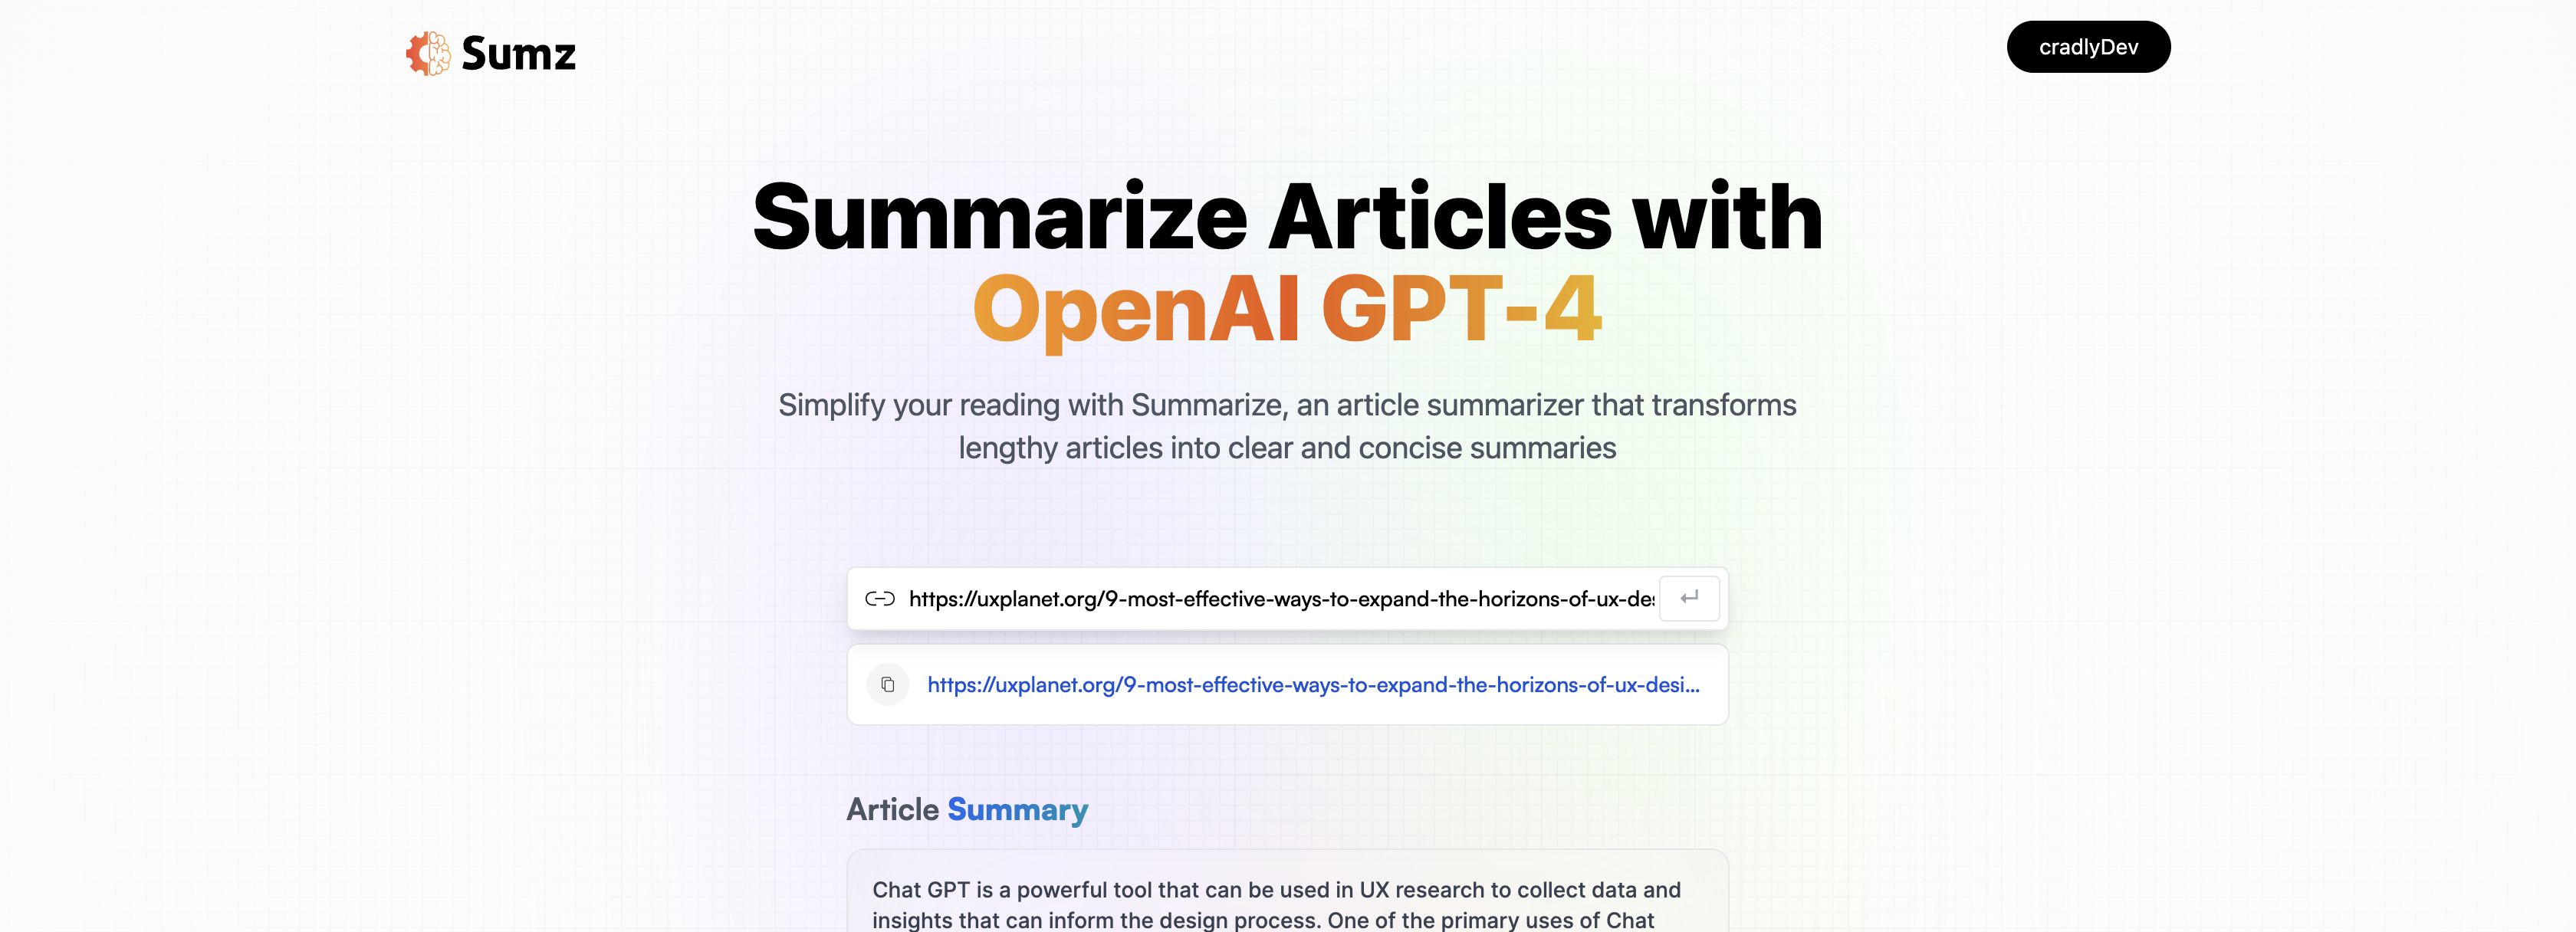 Sumz
cradlyDev
Summarize Articles with
OpenAI GPT-4
Simplify your reading with Summarize, an article summarizer that transforms
lengthy articles into clear and concise summaries
https://uxplanet.org/9-most-effective-ways-to-expand-the-horizons-of-ux-des
https://uxplanet.org/9-most-effective-ways-to-expand-the-horizons-of-ux-desi...
Article Summary
Chat GPT is a powerful tool that can be used in UX research to collect data and
insights that can inform the design process. One of the primary uses of Chat